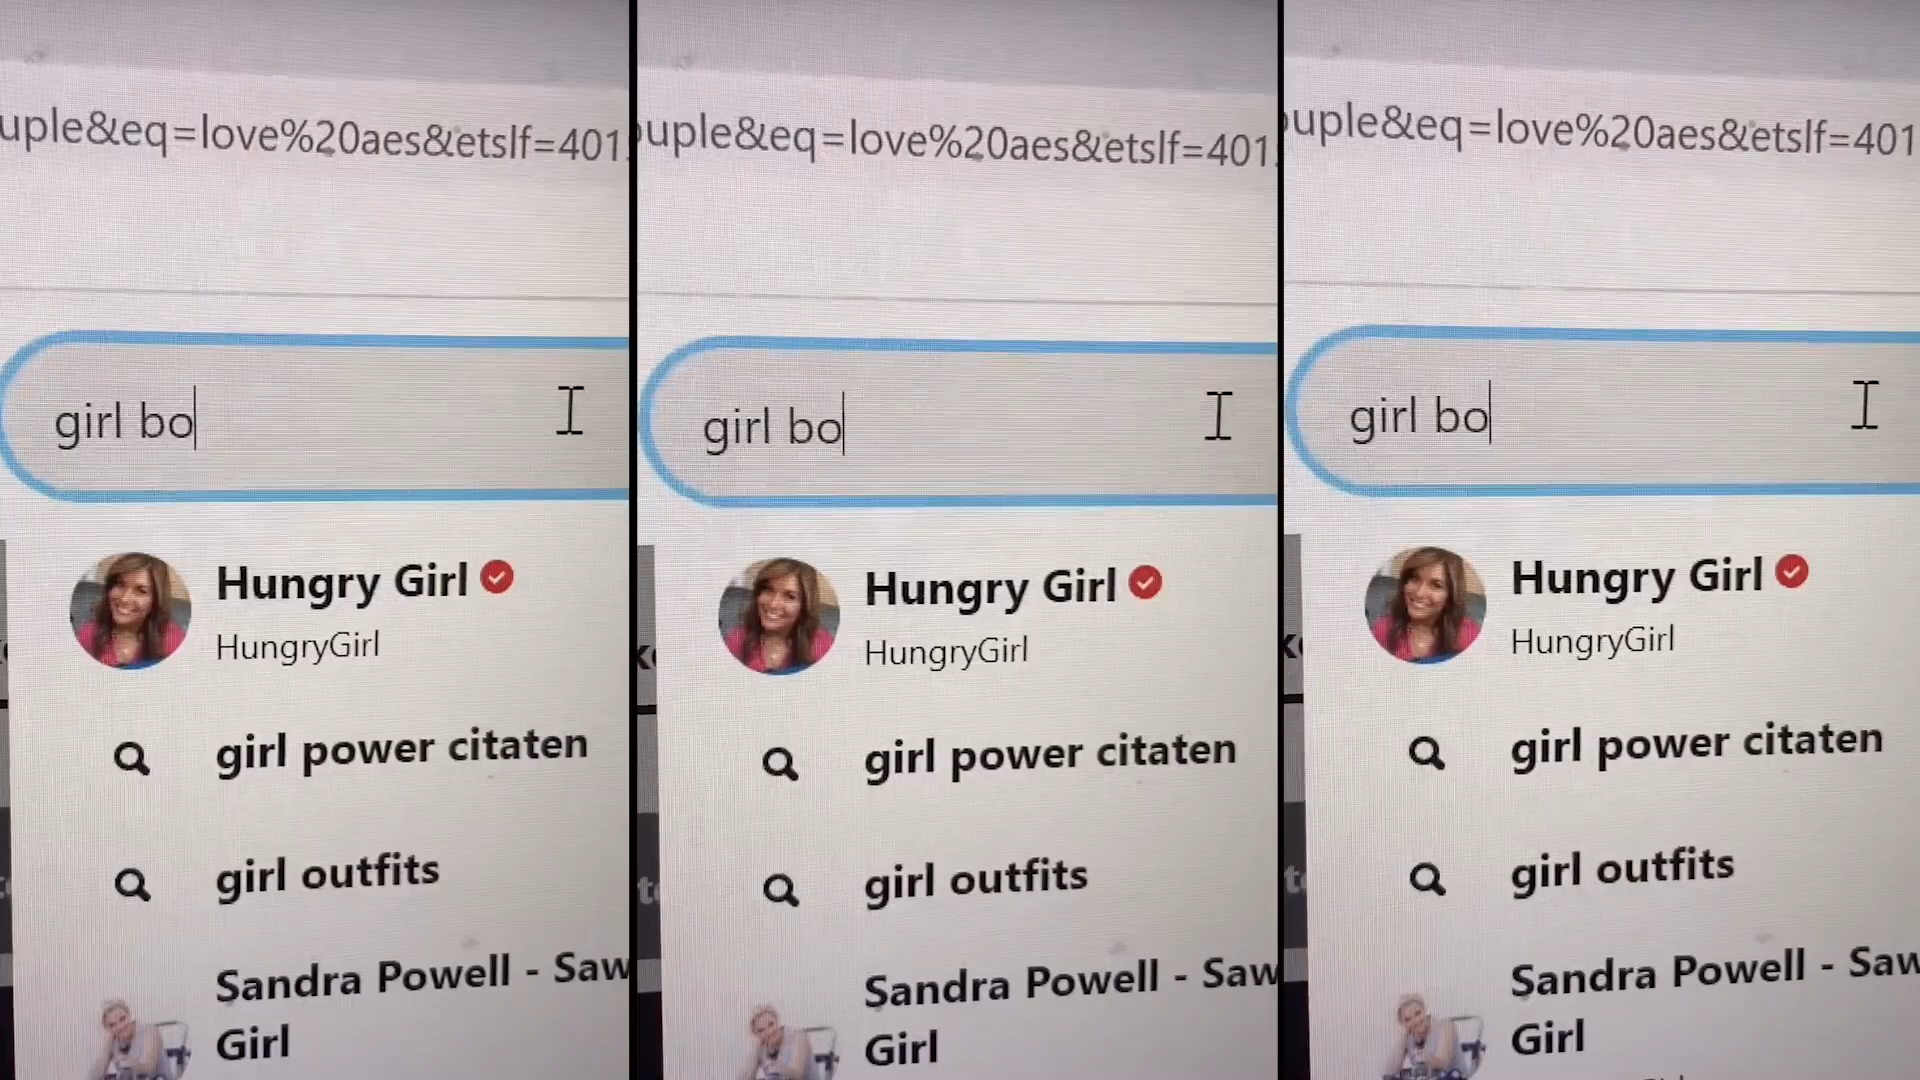 uple&eq=love%20aes&etslf=401
girl bo
Hungry Girl
HungryGirl
girl power citaten
girl outfits
Sandra Powell - Saw
Girl
ouple&eq=love%20aes&etslf=401
girl bo
Hungry Girl
HungryGirl
girl power citaten
girl outfits
Sandra Powell - Saw
Girl
ouple&eq=love%20aes&etslf=401
girl bo
Hungry Girl
HungryGirl
girl power citaten
girl outfits
Sandra Powell - Saw
Girl